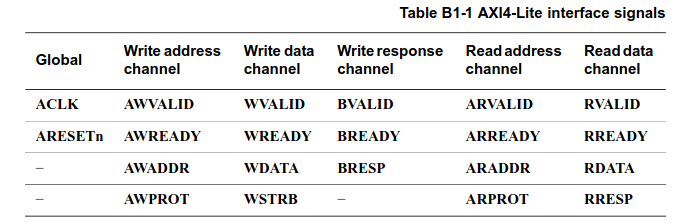 Table B1-1 AXI4-Lite interface signals
Global Write address channel Write data channel Write response channel Read address channel Read data channel
ACLK AWVALID WVALID BVALID ARVALID RVALID
ARESETn AWREADY WREADY BREADY ARREADY RREADY
– AWADDR WDATA BRESP ARADDR RDATA
– AWPROT WSTRB – ARPROT RRESP